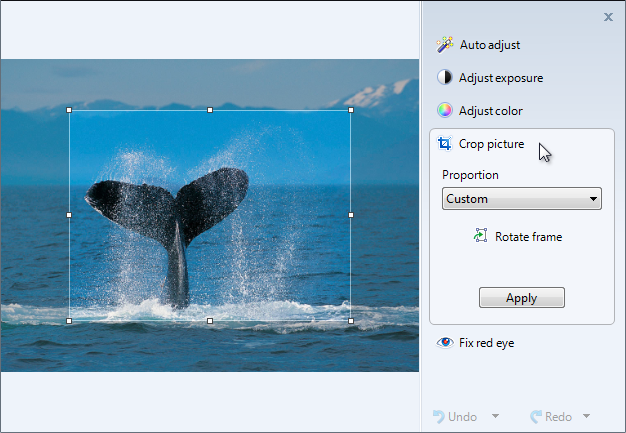 Auto adjust
Adjust exposure
Adjust color
Crop picture
Proportion
Custom
Rotate frame
Apply
Fix red eye
Undo
Redo